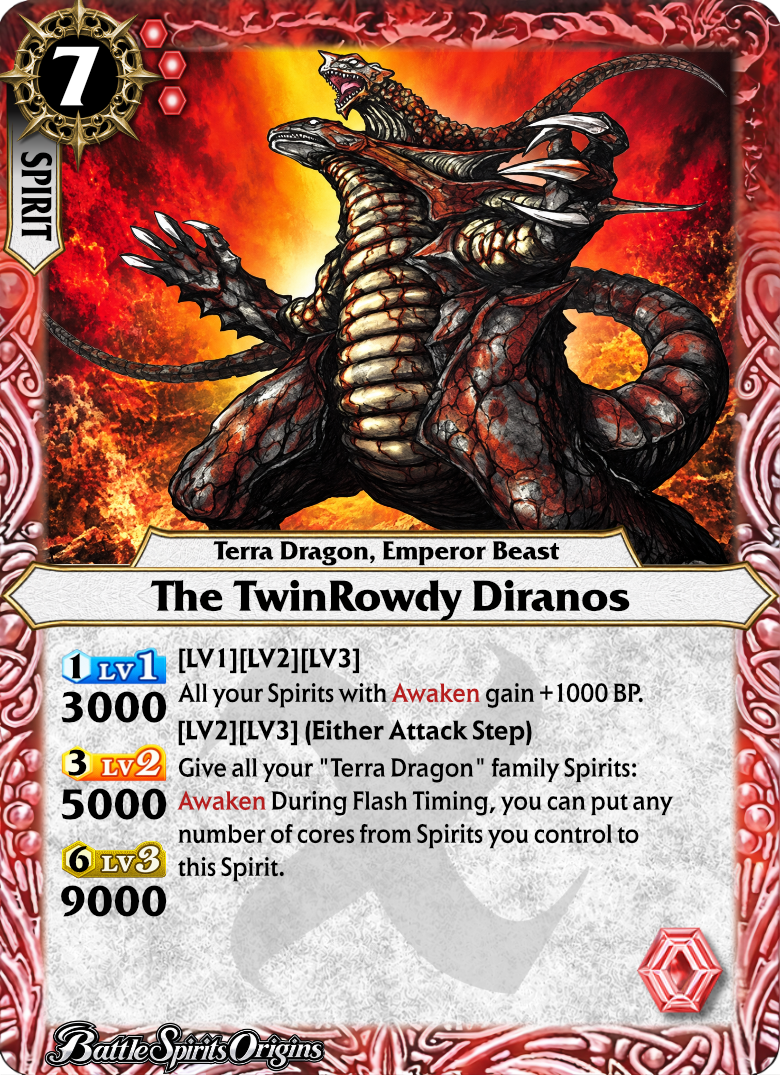 7
SPIRIT
Terra Dragon, Emperor Beast
The TwinRowdy Diranos
1 LV1
3000
3 LV2
5000
6 LV3
9000
[LV1][LV2][LV3]
All your Spirits with Awaken gain +1000 BP.
[LV2][LV3] (Either Attack Step)
Give all your "Terra Dragon" family Spirits:
Awaken During Flash Timing, you can put any
number of cores from Spirits you control to
this Spirit.
Battle Spirits Origins